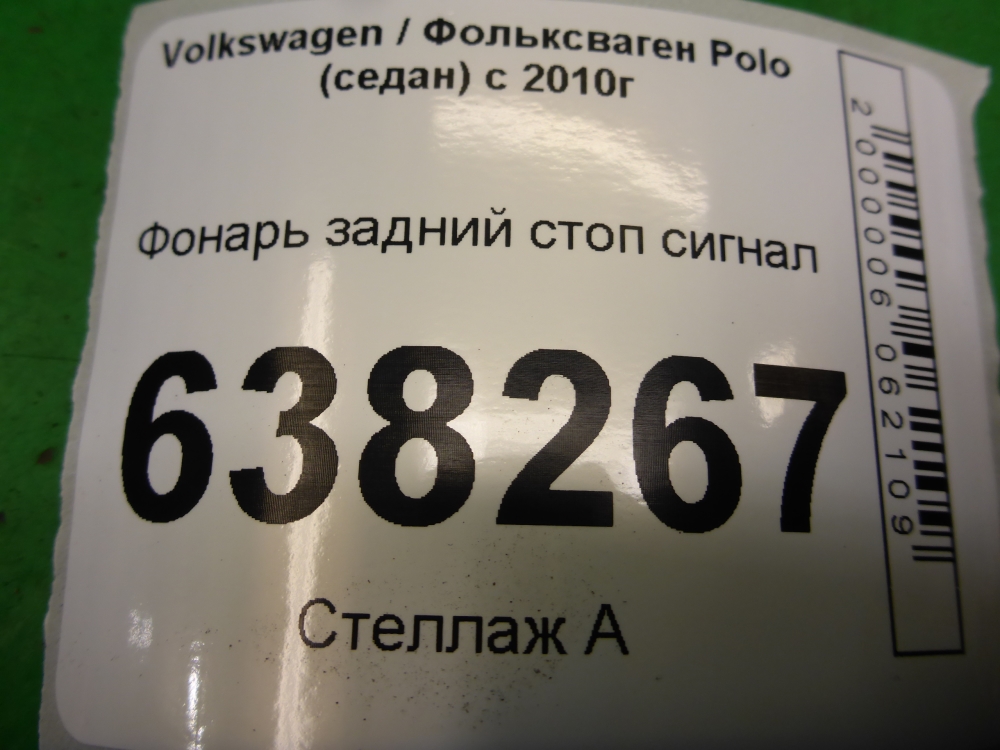 Volkswagen / Фольксваген Polo
(седан) с 2010г
Фонарь задний стоп сигнал
638267
Стеллаж А
2000006062109